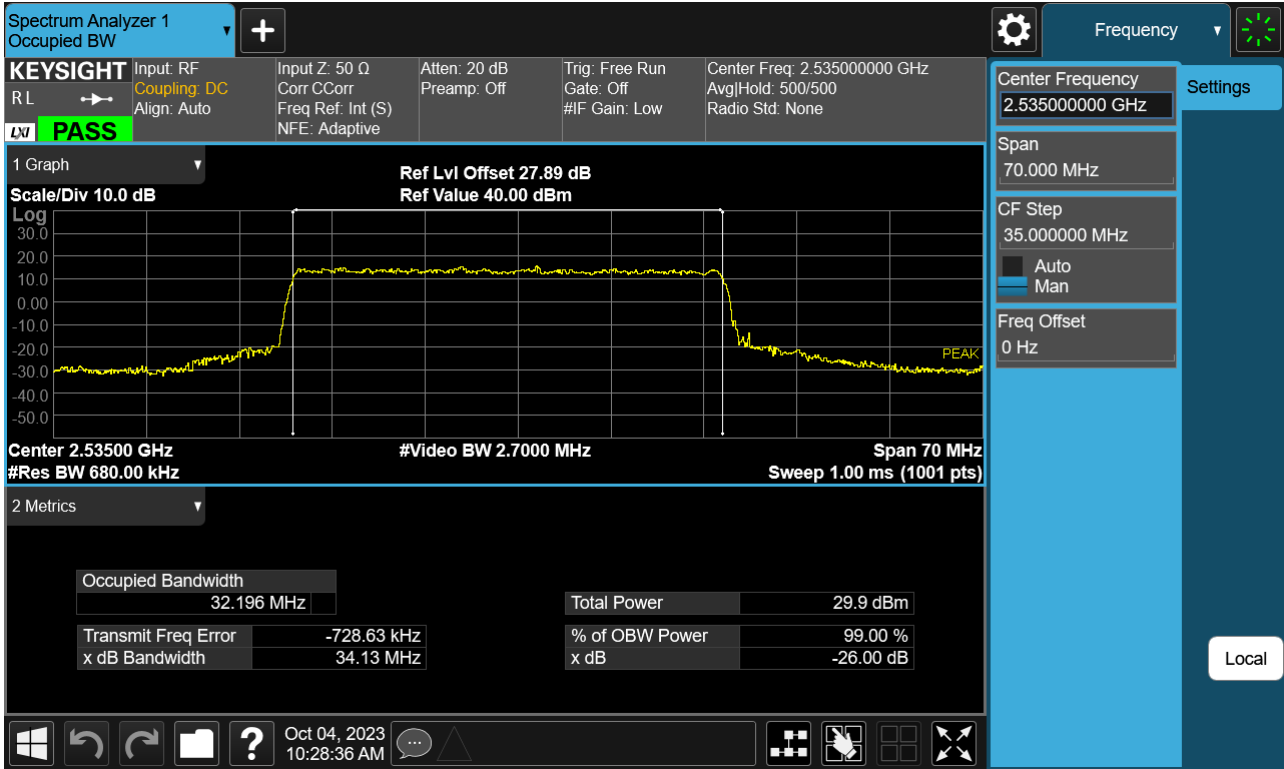 Spectrum Analyzer 1
Occupied BW
Frequency
KEYSIGHT
R L
LXI
PASS
Input: RF
Coupling: DC
Align: Auto
Input Z: 50 Ω
Corr CCorr
Freq Ref: Int (S)
NFE: Adaptive
Atten: 20 dB
Preamp: Off
Trig: Free Run
Gate: Off
#IF Gain: Low
Center Freq: 2.535000000 GHz
Avg|Hold: 500/500
Radio Std: None
Center Frequency
2.535000000 GHz
Settings
Span
70.000 MHz
CF Step
35.000000 MHz
Auto
Man
Freq Offset
0 Hz
1 Graph
Scale/Div 10.0 dB
Ref Lvl Offset 27.89 dB
Ref Value 40.00 dBm
Log
30.0
20.0
10.0
0.00
-10.0
-20.0
-30.0
-40.0
-50.0
PEAK
Center 2.53500 GHz
#Video BW 2.7000 MHz
Span 70 MHz
#Res BW 680.00 kHz
Sweep 1.00 ms (1001 pts)
2 Metrics
Occupied Bandwidth
32.196 MHz
Total Power 29.9 dBm
Transmit Freq Error -728.63 kHz
% of OBW Power 99.00 %
x dB Bandwidth 34.13 MHz
x dB -26.00 dB
Local
?
Oct 04, 2023
10:28:36 AM